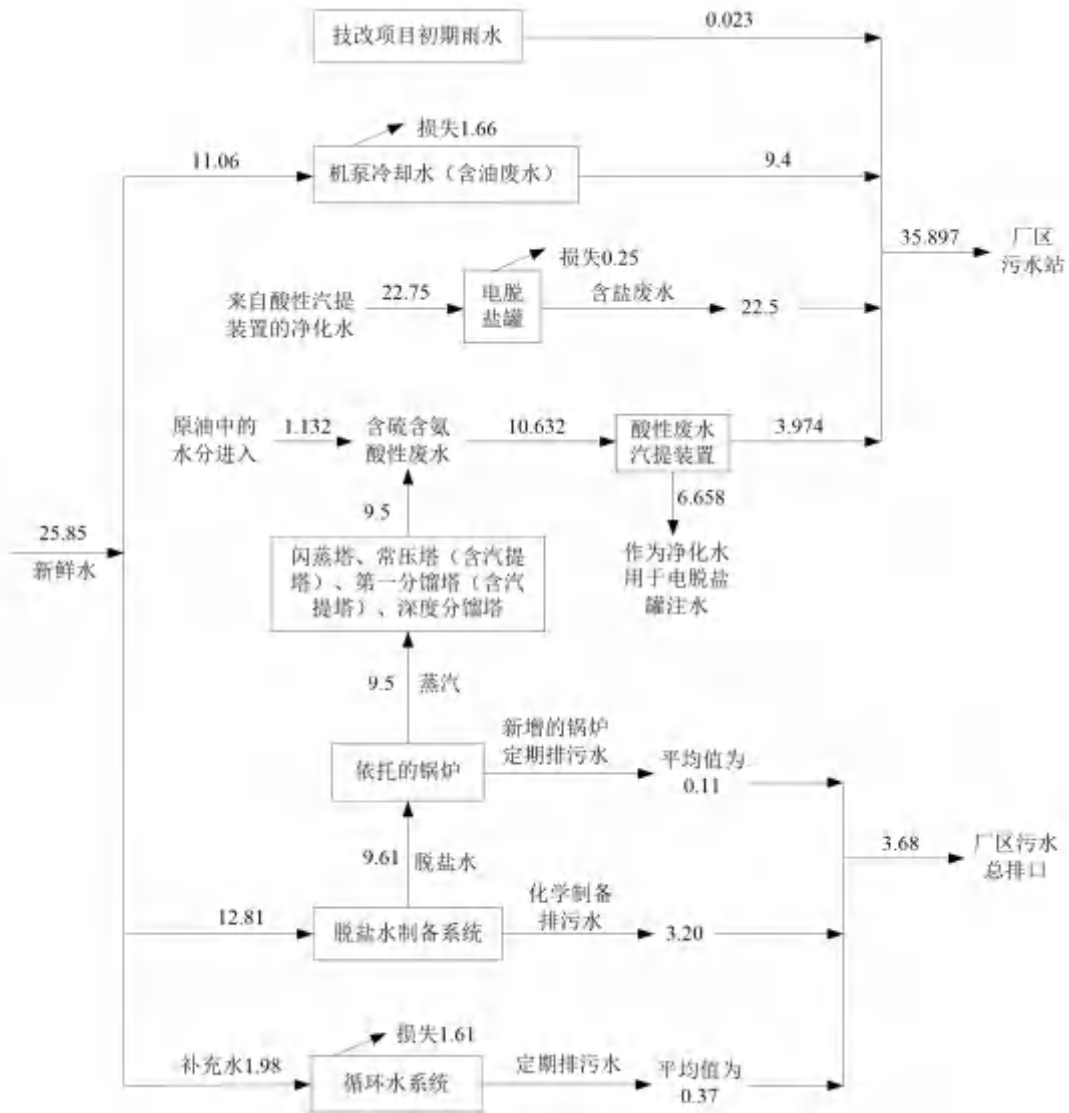 技改项目初期雨水
0.023
损失1.66
11.06
机泵冷却水（含油废水）
9.4
35.897
厂区
污水站
损失0.25
来自酸性汽提
装置的净化水
22.75
电脱
盐罐
含盐废水
22.5
原油中的
水分进入
1.132
含硫含氨
酸性废水
10.632
酸性废水
汽提装置
3.974
9.5
6.658
25.85
新鲜水
闪蒸塔、常压塔（含汽提
塔）、第一分馏塔（含汽
提塔）、深度分馏塔
作为净化水
用于电脱盐
罐注水
9.5
蒸汽
新增的锅炉
定期排污水
依托的锅炉
平均值为
0.11
9.61
脱盐水
3.68
厂区污水
总排口
化学制备
排污水
12.81
脱盐水制备系统
3.20
损失1.61
补充水1.98
循环水系统
定期排污水
平均值为
0.37